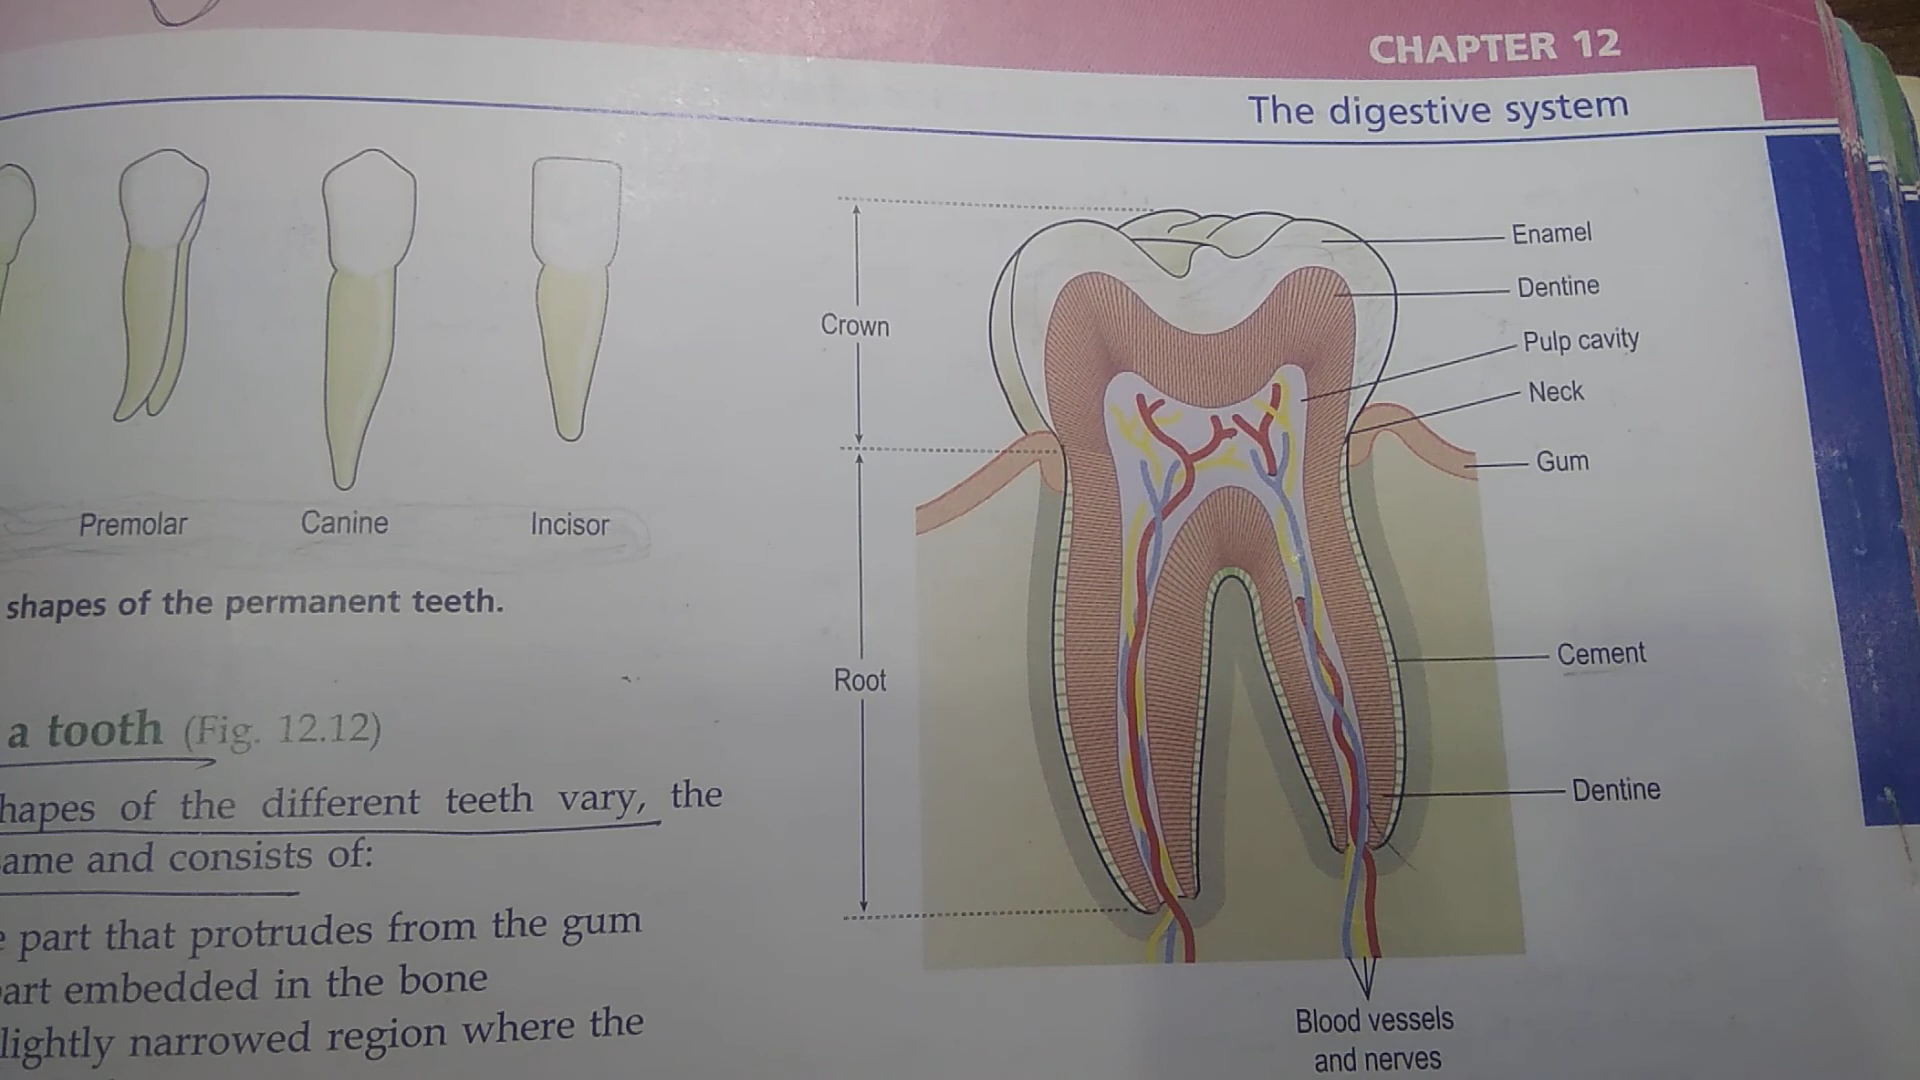 CHAPTER 12
The digestive system
Premolar
Canine
Incisor
shapes of the permanent teeth.
a tooth (Fig. 12.12)
hapes of the different teeth vary, the
ame and consists of:
part that protrudes from the gum
art embedded in the bone
lightly narrowed region where the
Crown
Root
Enamel
Dentine
Pulp cavity
Neck
Gum
Cement
Dentine
Blood vessels
and nerves